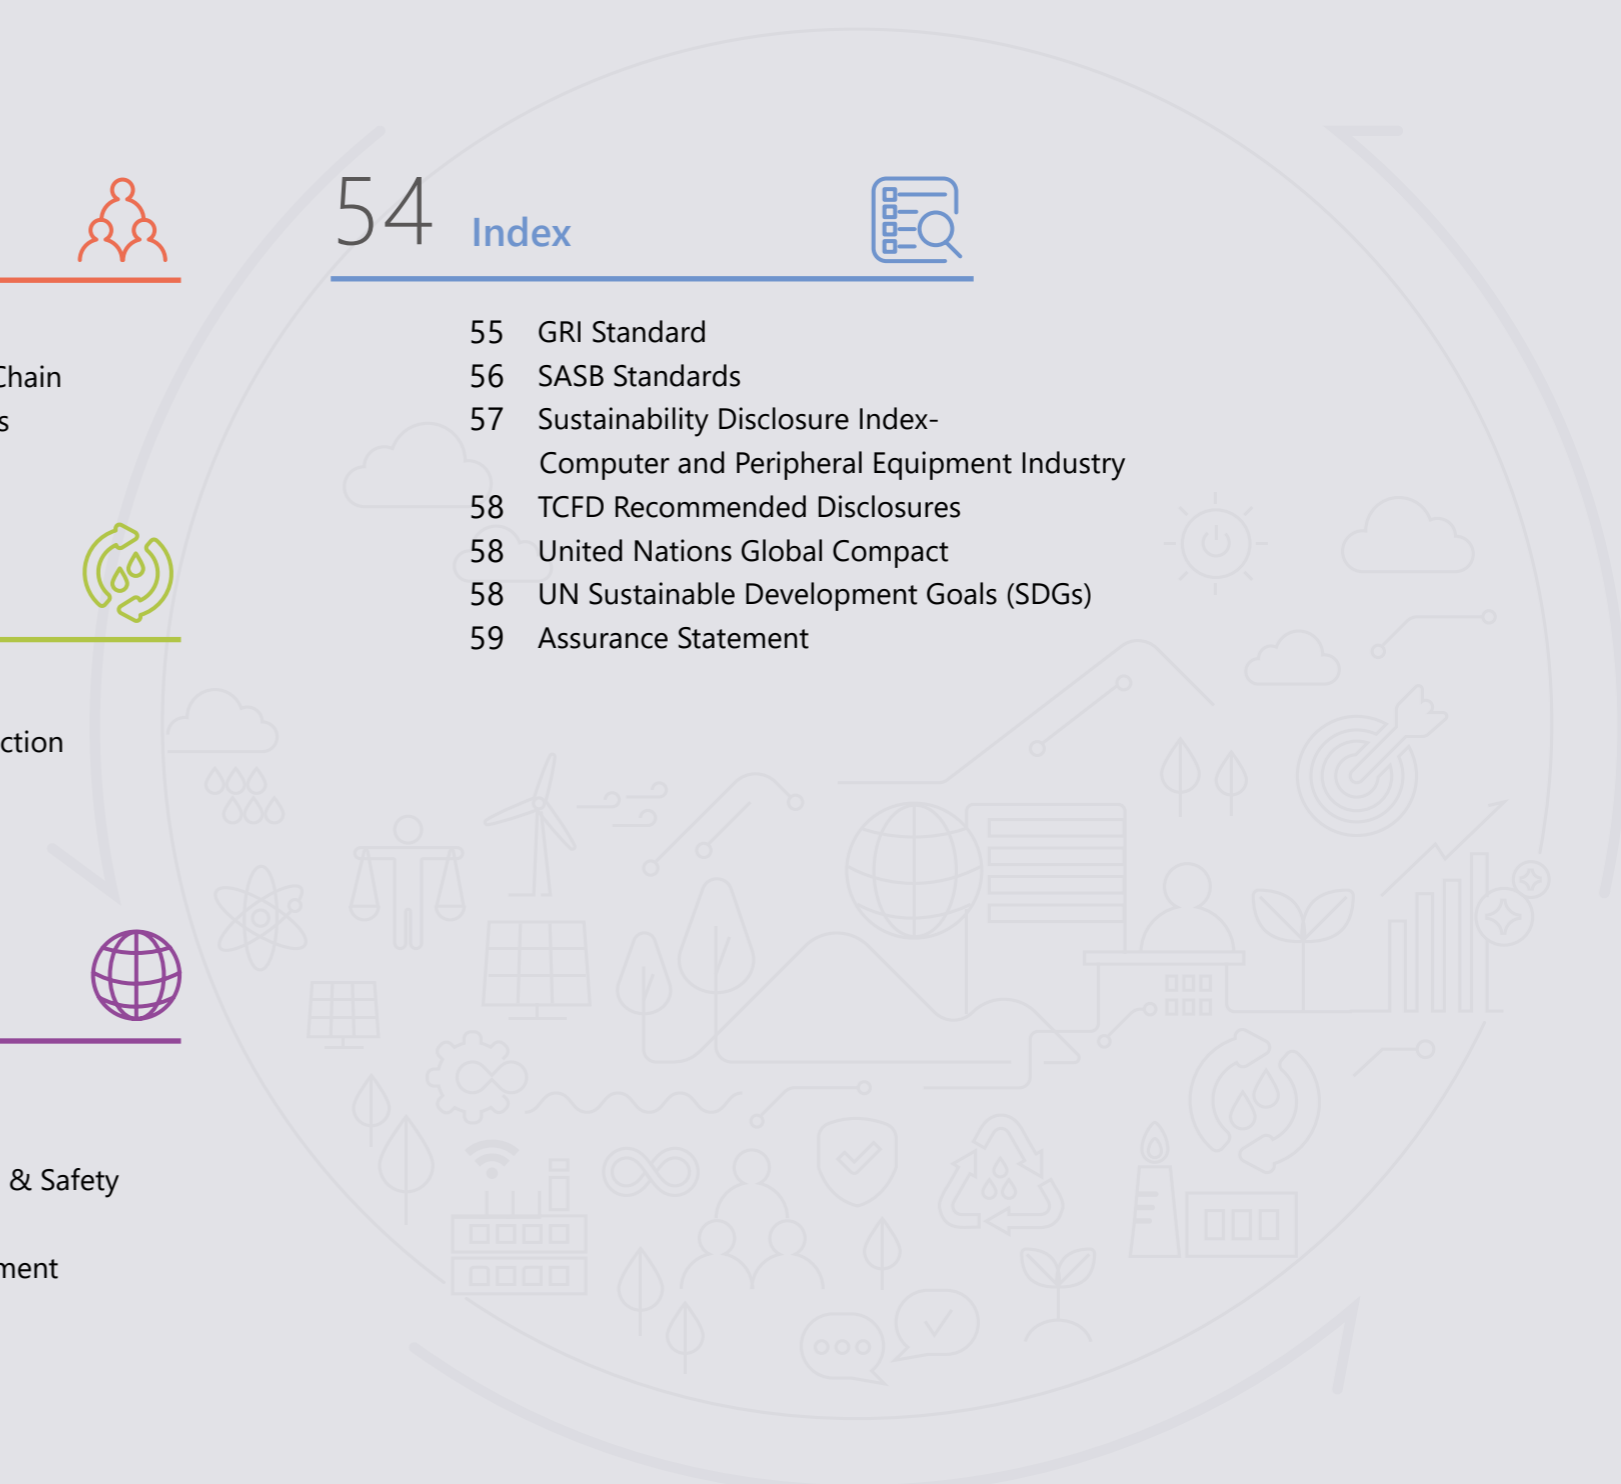 Chain
s
ction
& Safety
ment
54 Index
55 GRI Standard
56 SASB Standards
57 Sustainability Disclosure Index-
Computer and Peripheral Equipment Industry
58 TCFD Recommended Disclosures
58 United Nations Global Compact
58 UN Sustainable Development Goals (SDGs)
59 Assurance Statement